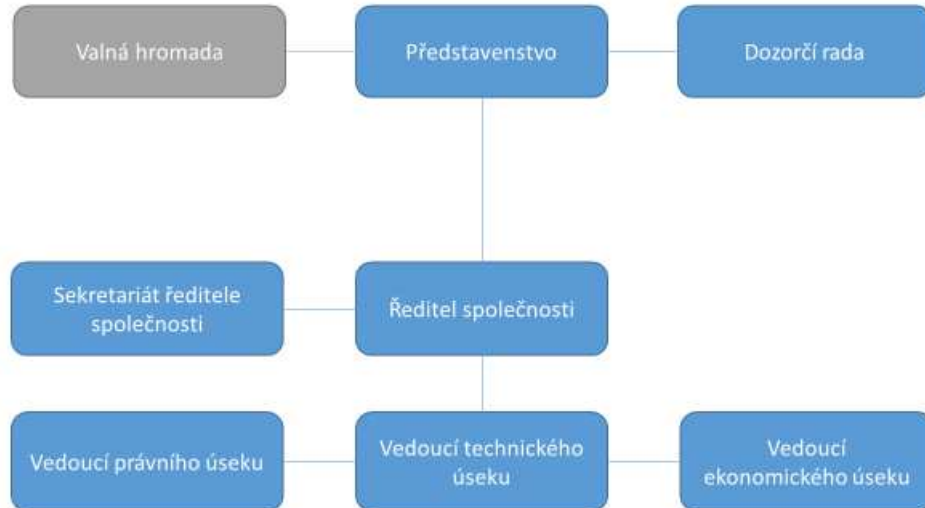 Valná hromada
Představenstvo
Dozorčí rada
Sekretariát ředitele
společnosti
Ředitel společnosti
Vedoucí právního úseku
Vedoucí technického
úseku
Vedoucí
ekonomického úseku